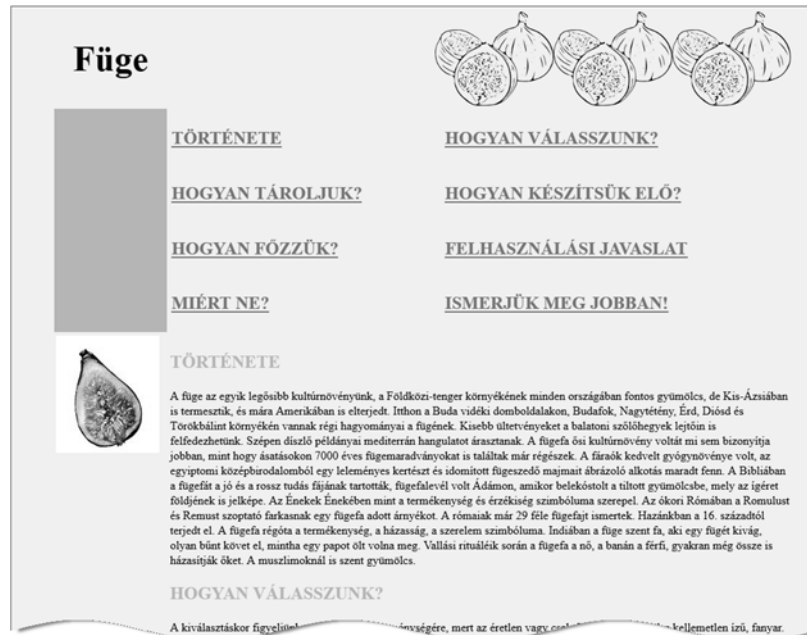 Füge
TÖRTÉNETE HOGYAN VÁLASSZUNK?
HOGYAN TÁROLJUK? HOGYAN KÉSZÍTSÜK ELŐ?
HOGYAN FŐZZÜK? FELHASZNÁLÁSI JAVASLAT
MIÉRT NE? ISMERJÜK MEG JOBBAN!
TÖRTÉNETE
A füge az egyik legősibb kultúrnövényünk, a Földközi-tenger környékének minden országában fontos gyümölcs, de Kis-Ázsiában
is termesztik, és mára Amerikában is elterjedt. Itthon a Buda vidéki domboldalakon, Budafok, Nagytétény, Érd, Diósd és
Törökbálint környékén vannak régi hagyományai a fügének. Kisebb ültetvényeket a balatoni szőlőhegyek lejtőin is
felfedezhetünk. Szépen díszlő példányai mediterrán hangulatot árasztanak. A fügefa ősi kultúrnövény voltát mi sem bizonyítja
jobban, mint hogy ásatásokon 7000 éves fügemaradványokat is találtak már régészek. A fáraók kedvelt gyógynövénye volt, az
egyiptomi középbirodalomból egy leleményes kertészt és idomított fügeszedő majmait ábrázoló alkotás maradt fenn. A Bibliában
a fügefát a jó és a rossz tudás fájának tartották, fügefalevél volt Ádámon, amikor belekóstolt a tiltott gyümölcsbe, mely az ígéret
földjének is jelképe. Az Énekek Énekében mint a termékenység és érzékiség szimbóluma szerepel. Az ókori Rómában a Romulust
és Remust szoptató farkasnak egy fügefa adott árnyékot. A rómaiak már 29 féle fügefajt ismertek. Hazánkban a 16. századtól
terjedt el. A fügefa régóta a termékenység, a házasság, a szerelem szimbóluma. Indiában a füge szent fa, aki egy fügét kivág,
olyan bűnt követ el, mintha egy papot ölt volna meg. Vallási rituáléik során a fügefa a nő, a banán a férfi, gyakran még össze is
házasítják őket. A muszlimoknál is szent gyümölcs.
HOGYAN VÁLASSZUNK?
A kiválasztáskor mert az éretlen vagy kellemetlen ízű, fanyar.